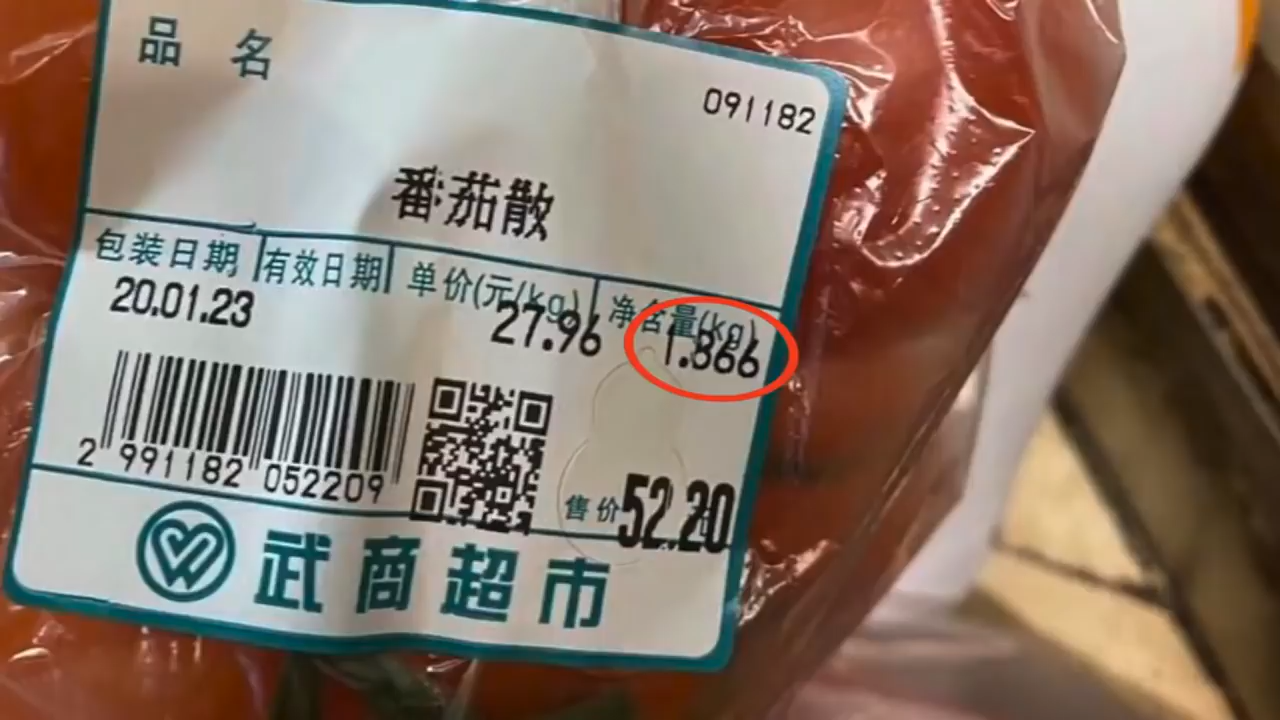 品 名
091182
番茄散
包装日期 有效日期 单价(元/kg) 净含量(kg)
20.01.23 27.96 1.866
2 991182 052209
售价 52.20
武商超市